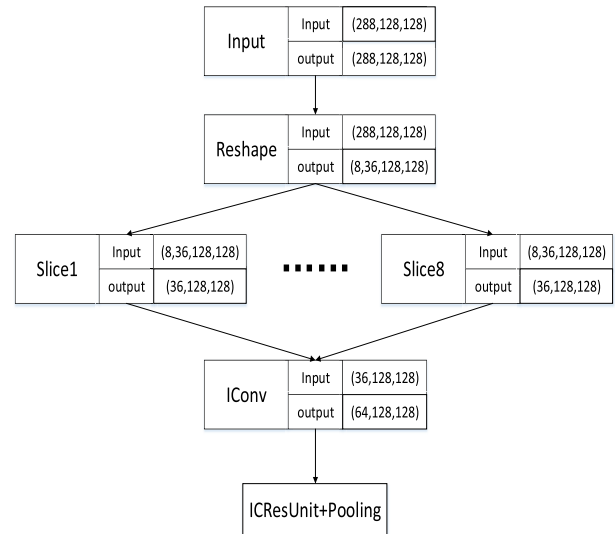 Input Input (288,128,128)
output (288,128,128)
Reshape Input (288,128,128)
output (8,36,128,128)
Slice1 Input (8,36,128,128)
output (36,128,128)
Slice8 Input (8,36,128,128)
output (36,128,128)
IConv Input (36,128,128)
output (64,128,128)
ICResUnit+Pooling